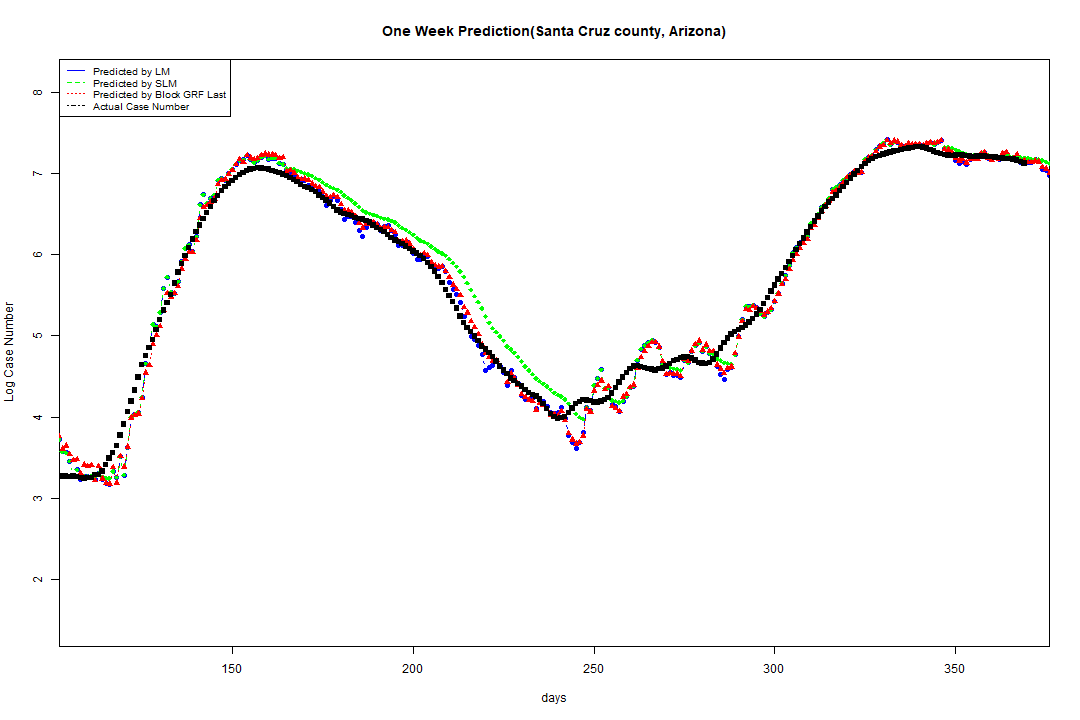 One Week Prediction(Santa Cruz county, Arizona)
Predicted by LM
Predicted by SLM
Predicted by Block GRF Last
Actual Case Number
8
7
6
5
4
3
2
Log Case Number
150 200 250 300 350
days